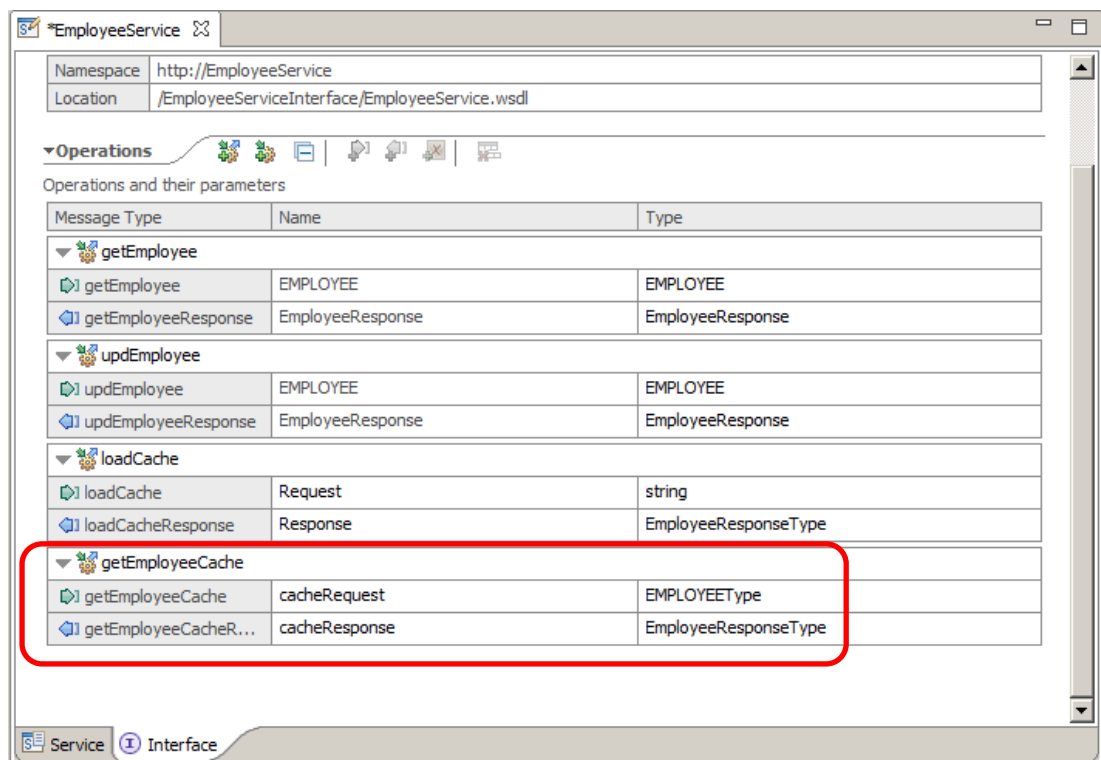 *EmployeeService
Namespace http://EmployeeService
Location /EmployeeServiceInterface/EmployeeService.wsdl
Operations
Operations and their parameters
Message Type Name Type
getEmployee
getEmployee EMPLOYEE EMPLOYEE
getEmployeeResponse EmployeeResponse EmployeeResponse
updEmployee
updEmployee EMPLOYEE EMPLOYEE
updEmployeeResponse EmployeeResponse EmployeeResponse
loadCache
loadCache Request string
loadCacheResponse Response EmployeeResponseType
getEmployeeCache
getEmployeeCache cacheRequest EMPLOYEEType
getEmployeeCacheR... cacheResponse EmployeeResponseType
Service Interface